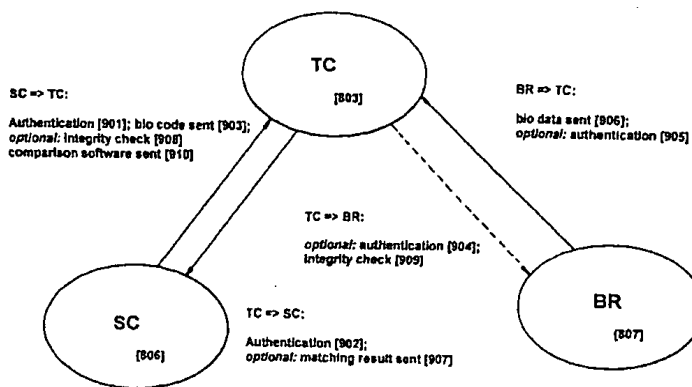 TC
[803]
SC => TC:
Authentication [901]; bio code sent [903];
optional: integrity check [908]
comparison software sent [910]
BR => TC:
bio data sent [906];
optional: authentication [905]
TC => BR:
optional: authentication [904];
integrity check [909]
SC
[806]
TC => SC:
Authentication [902];
optional: matching result sent [907]
BR
[807]